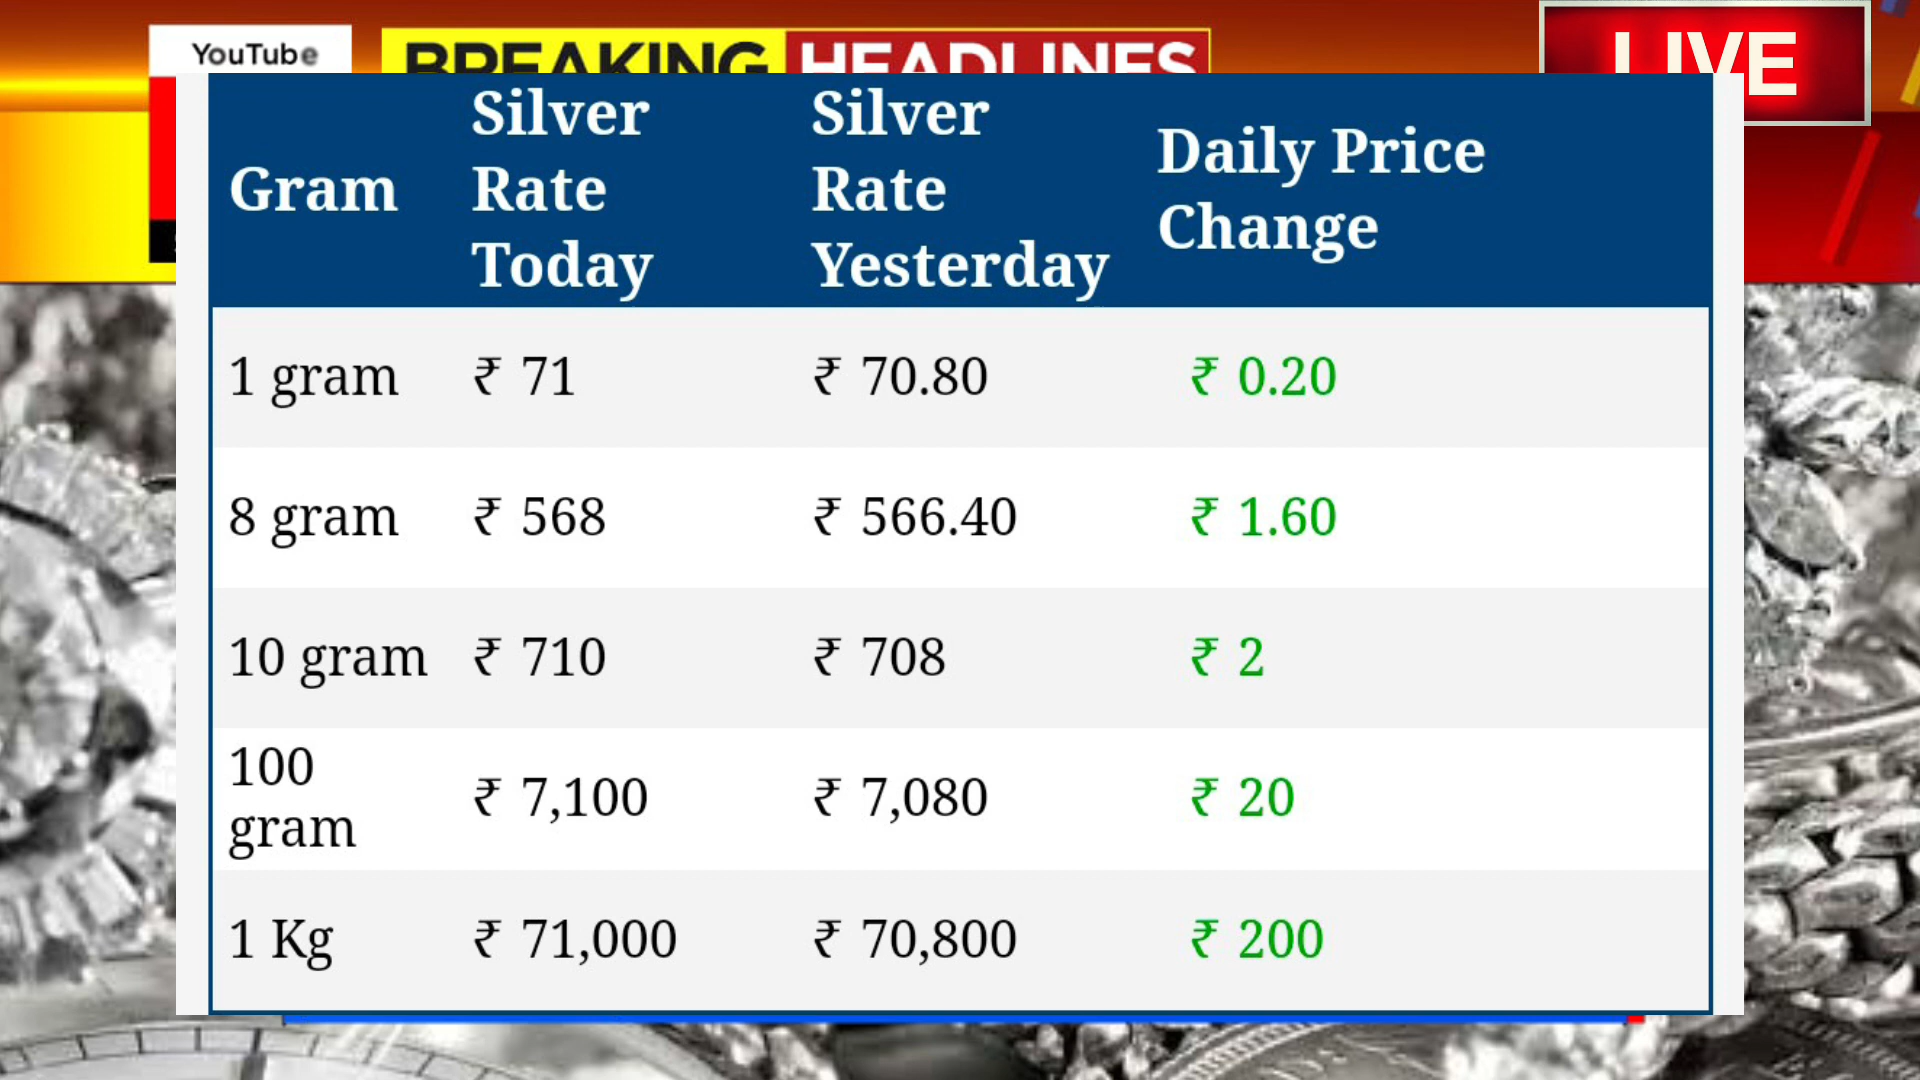 YouTube
BREAKING HEADLINES
LIVE
Gram
Silver
Rate
Today
Silver
Rate
Yesterday
Daily Price
Change
1 gram ₹ 71 ₹ 70.80 ₹ 0.20
8 gram ₹ 568 ₹ 566.40 ₹ 1.60
10 gram ₹ 710 ₹ 708 ₹ 2
100
gram
₹ 7,100 ₹ 7,080 ₹ 20
1 Kg ₹ 71,000 ₹ 70,800 ₹ 200